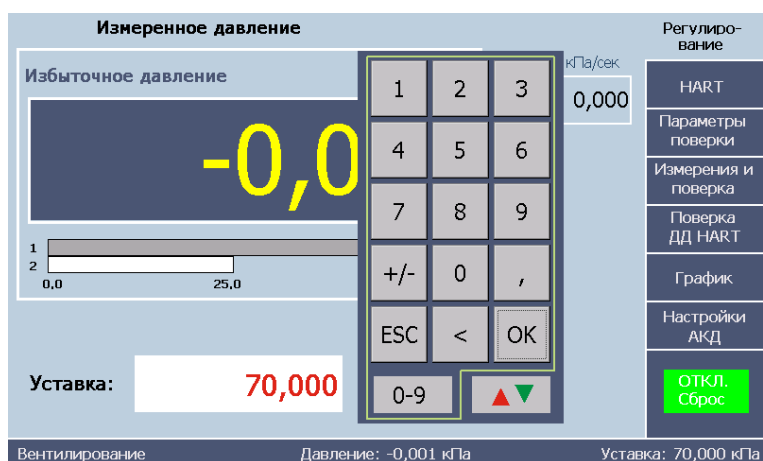 Измеренное давление
Регулиро-
вание
Избыточное давление
кПа/сек
0,000
-0,0
1
2
0,0
25,0
1 2 3
4 5 6
7 8 9
+/- 0 ,
ESC < OK
0-9
HART
Параметры
поверки
Измерения и
поверка
Поверка
ДД HART
График
Настройки
АКД
ОТКЛ.
Сброс
Уставка:
70,000
Вентилирование Давление: -0,001 кПа Уставка: 70,000 кПа